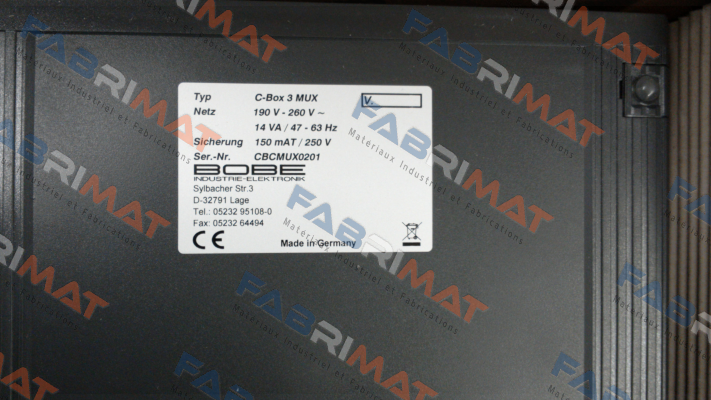 Typ C-Box 3 MUX V.
Netz 190 V - 260 V ~
14 VA / 47 - 63 Hz
Sicherung 150 mAT / 250 V
Ser.-Nr. CBCMUX0201
BOBE
INDUSTRIE-ELEKTRONIK
Sylbacher Str.3
D-32791 Lage
Tel.: 05232 95108-0
Fax: 05232 64494
CE Made in Germany
FABRIMAT
Materiaux Industriel et Fabrications